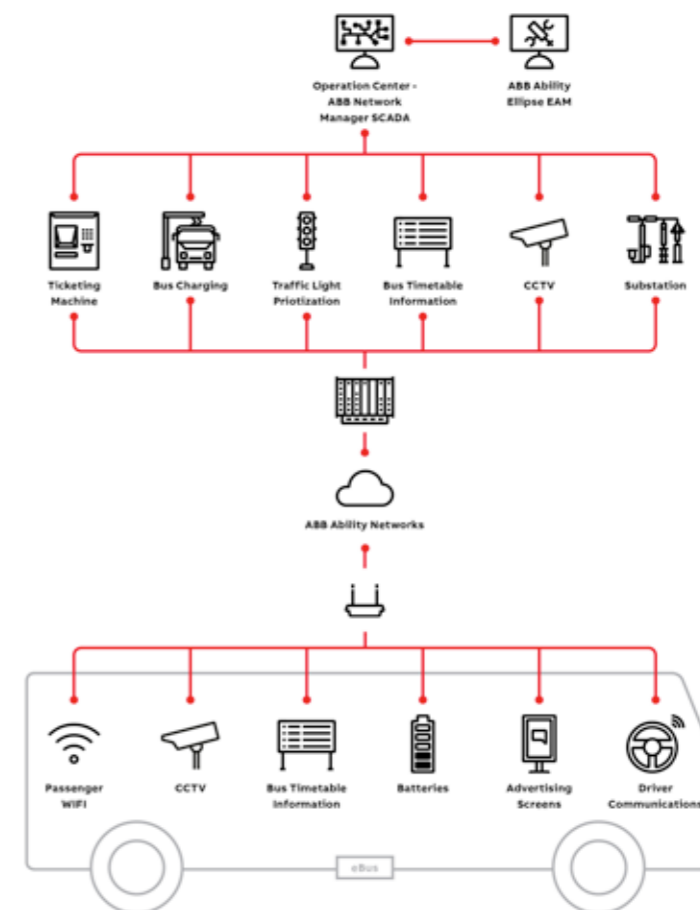 Operation Center -
ABB Network
Manager SCADA
ABB Ability
Ellipse EAM
Ticketing
Machine
Bus Charging
Traffic Light
Priotization
Bus Timetable
Information
CCTV
Substation
ABB Ability Networks
Passenger
WIFI
CCTV
Bus Timetable
Information
Batteries
Advertising
Screens
Driver
Communications
eBus